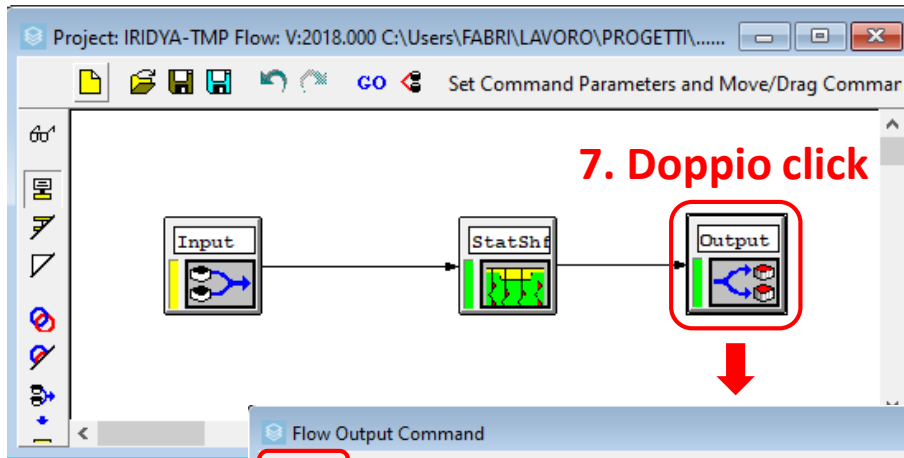 Project: IRIDYA-TMP Flow: V:2018.000 C:\Users\FABRI\LAVORO\PROGETTI\......
GO Set Command Parameters and Move/Drag Commar
7. Doppio click
Input StatShf Output
Flow Output Command